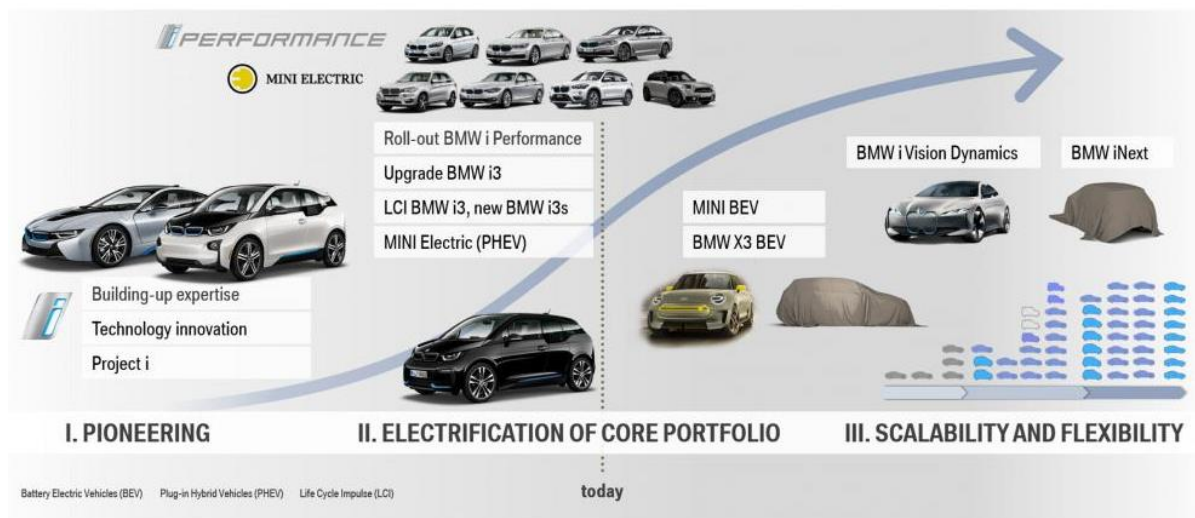 i PERFORMANCE
MINI ELECTRIC
Roll-out BMW i Performance
Upgrade BMW i3
LCI BMW i3, new BMW i3s
MINI Electric (PHEV)
BMW i Vision Dynamics
BMW iNext
MINI BEV
BMW X3 BEV
i
Building-up expertise
Technology innovation
Project i
I. PIONEERING
II. ELECTRIFICATION OF CORE PORTFOLIO
III. SCALABILITY AND FLEXIBILITY
Battery Electric Vehicles (BEV) Plug-in Hybrid Vehicles (PHEV) Life Cycle Impulse (LCI)
today